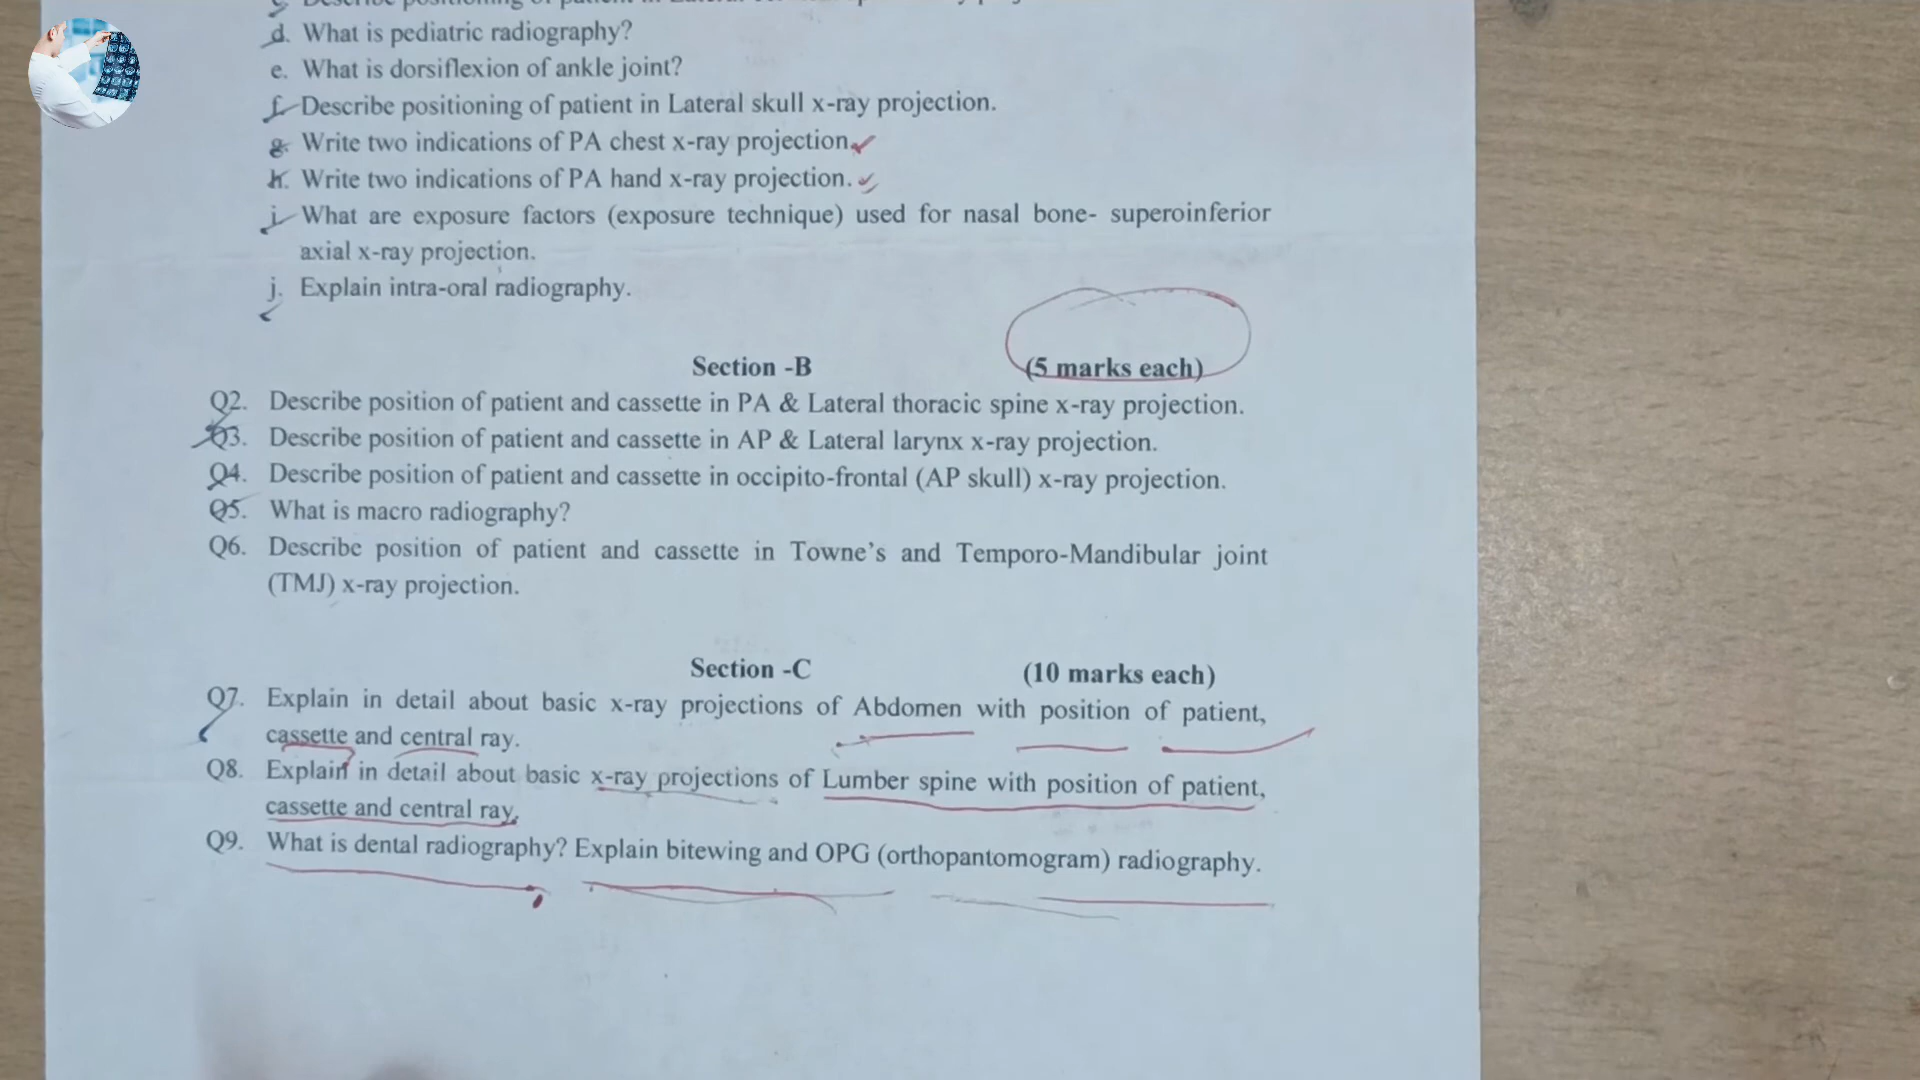 d. What is pediatric radiography?
e. What is dorsiflexion of ankle joint?
f. Describe positioning of patient in Lateral skull x-ray projection.
g. Write two indications of PA chest x-ray projection.
h. Write two indications of PA hand x-ray projection.
i. What are exposure factors (exposure technique) used for nasal bone- superoinferior
axial x-ray projection.
j. Explain intra-oral radiography.
Section -B (5 marks each)
Q2. Describe position of patient and cassette in PA & Lateral thoracic spine x-ray projection.
Q3. Describe position of patient and cassette in AP & Lateral larynx x-ray projection.
Q4. Describe position of patient and cassette in occipito-frontal (AP skull) x-ray projection.
Q5. What is macro radiography?
Q6. Describe position of patient and cassette in Towne's and Temporo-Mandibular joint
(TMJ) x-ray projection.
Section -C (10 marks each)
Q7. Explain in detail about basic x-ray projections of Abdomen with position of patient,
cassette and central ray.
Q8. Explain in detail about basic x-ray projections of Lumber spine with position of patient,
cassette and central ray.
Q9. What is dental radiography? Explain bitewing and OPG (orthopantomogram) radiography.